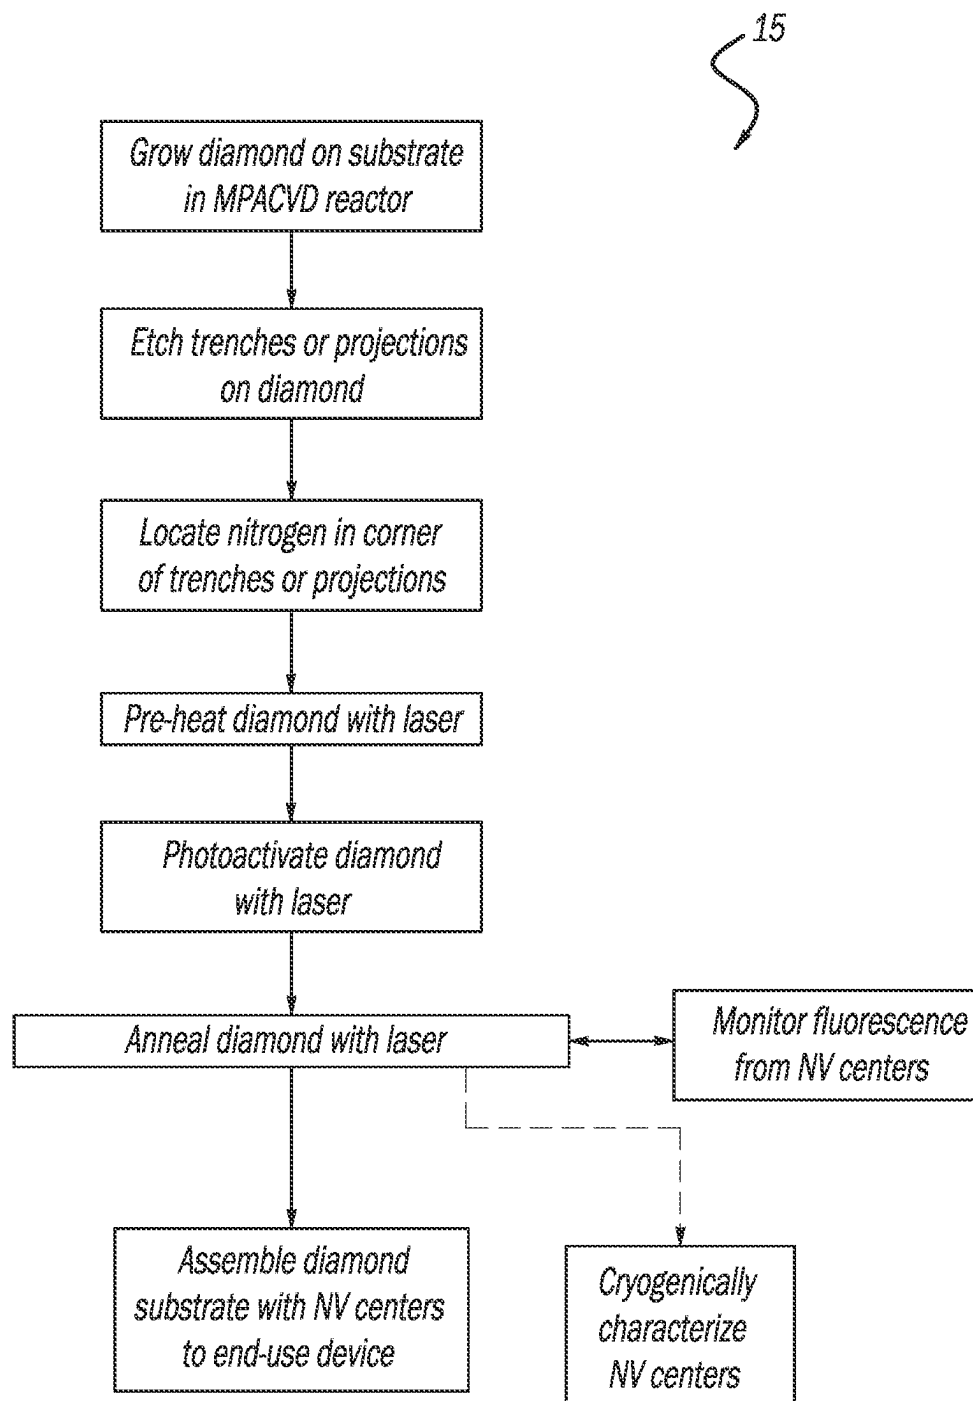 15
Grow diamond on substrate
in MPACVD reactor
Etch trenches or projections
on diamond
Locate nitrogen in corner
of trenches or projections
Pre-heat diamond with laser
Photoactivate diamond
with laser
Anneal diamond with laser
Monitor fluorescence
from NV centers
Assemble diamond
substrate with NV centers
to end-use device
Cryogenically
characterize
NV centers